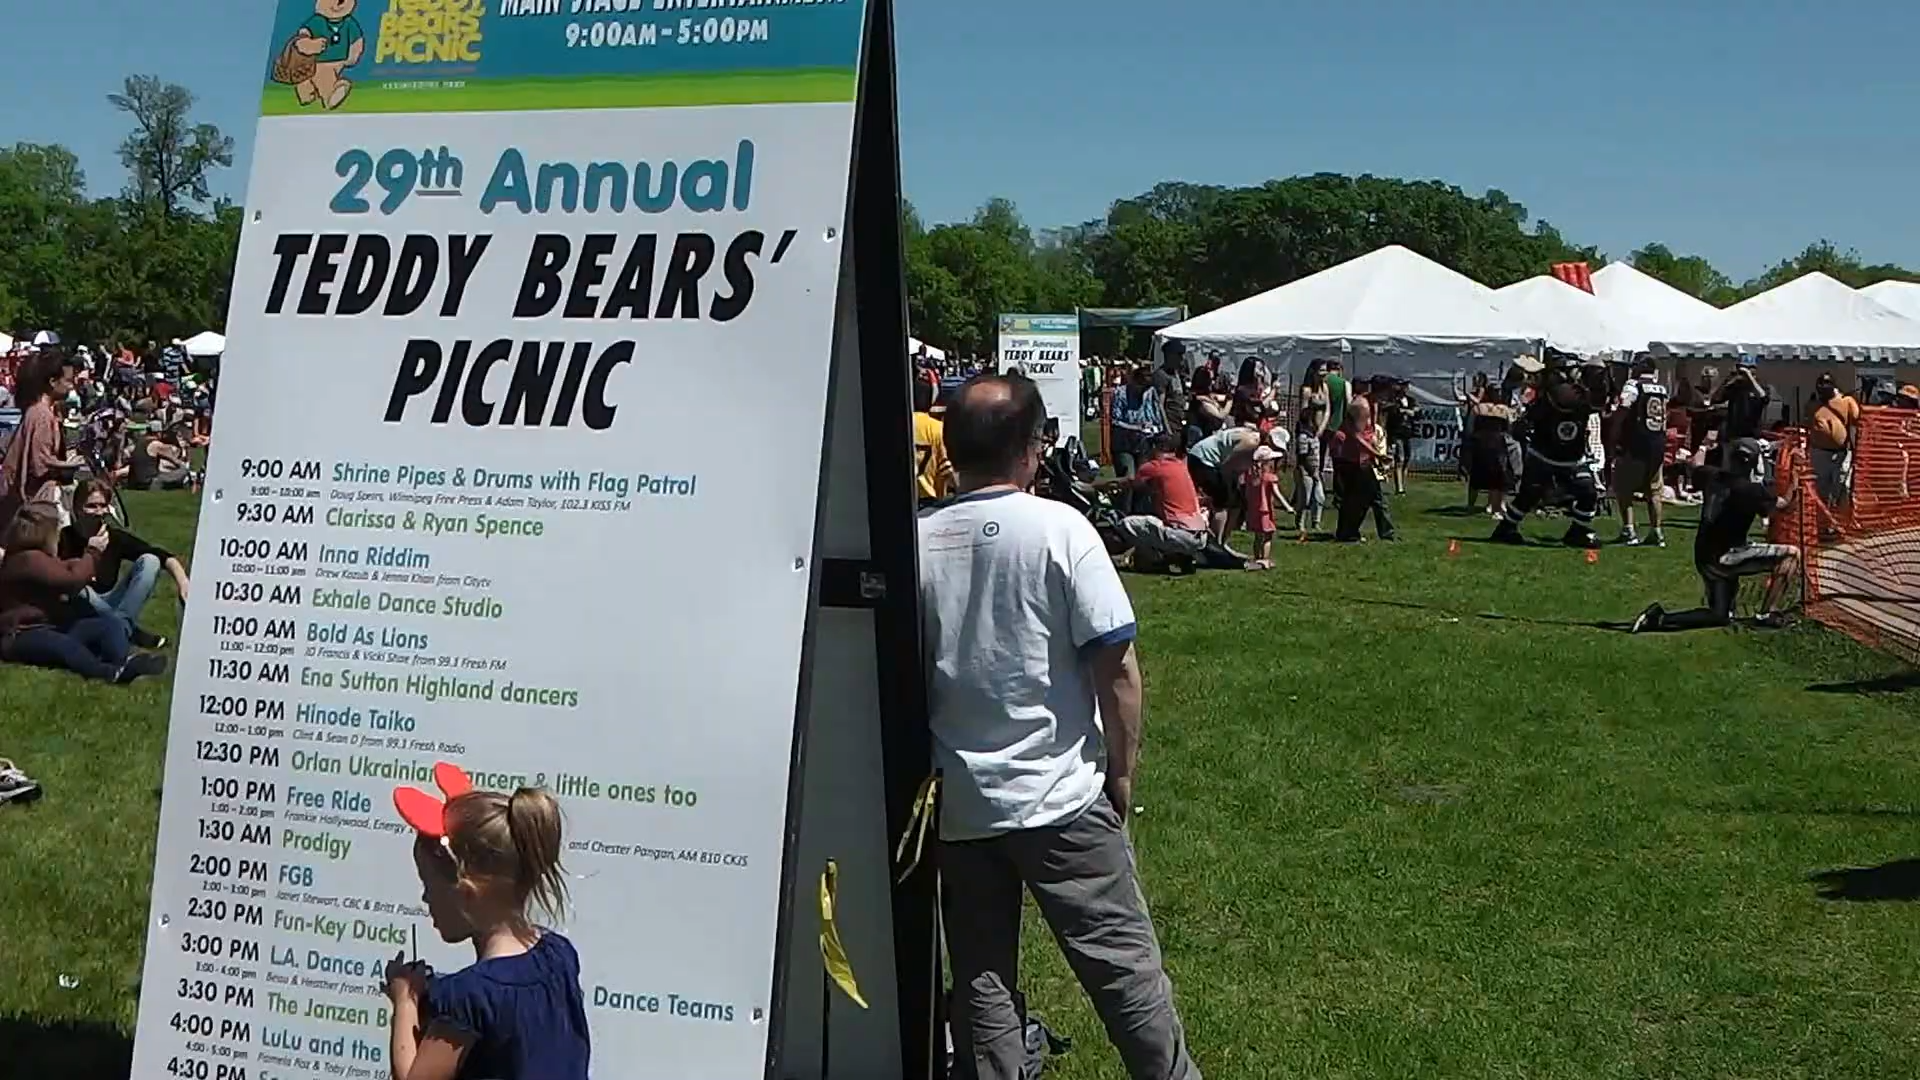 TEDDY
BEARS
PICNIC
MAIN STAGE ENTERTAINMENT
9:00AM-5:00PM
29th Annual
TEDDY BEARS'
PICNIC
9:00 AM Shrine Pipes & Drums with Flag Patrol
9:00-10:00 am Doug Speirs, Winnipeg Free Press & Adam Taylor, 102.3 KISS FM
9:30 AM Clarissa & Ryan Spence
10:00 AM Inna Riddim
10:00-11:00 am Drew Kozub & Jenna Khan from Citytv
10:30 AM Exhale Dance Studio
11:00 AM Bold As Lions
11:00-12:00 pm JD Francis & Vicki Shae from 99.1 Fresh FM
11:30 AM Ena Sutton Highland dancers
12:00 PM Hinode Taiko
12:00-1:00 pm Clint & Sean D from 99.1 Fresh Radio
12:30 PM Orlan Ukrainian ancers & little ones too
1:00 PM Free Ride
1:00-2:00 pm Frankie Hollywood, Energy 1 and Chester Pangan, AM 810 CKJS
1:30 AM Prodigy
2:00 PM FGB
2:00-3:00 pm Janet Stewart, CBC & Britt
2:30 PM Fun-Key Ducks
3:00 PM L.A. Dance A Dance Teams
3:00-4:00 pm Beau & Heather from The
3:30 PM The Janzen B
4:00 PM LuLu and the
4:00-5:00 pm Pamela Roz & Toby from 10
4:30 PM
29th Annual
TEDDY BEARS'
PICNIC